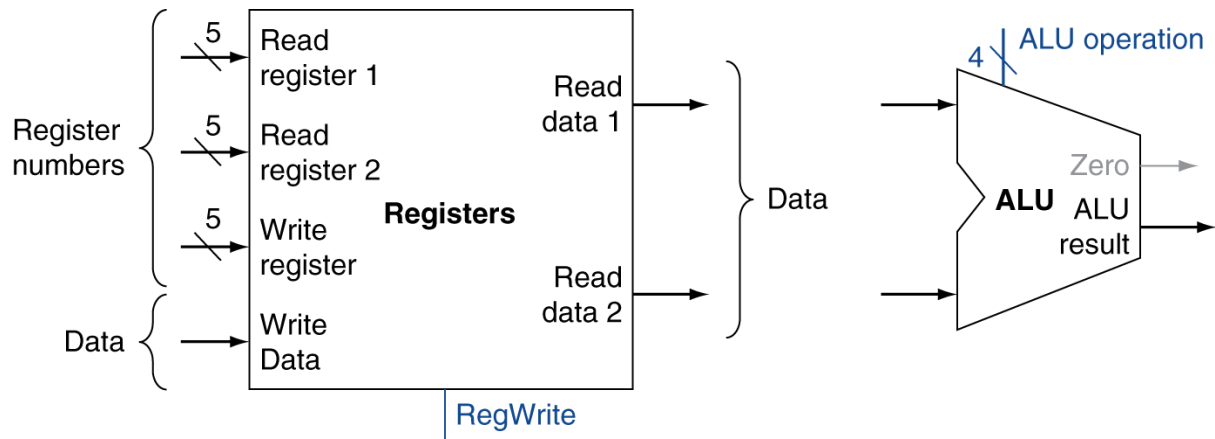 5
Read
register 1
5
Read
register 2
Register
numbers
5
Write
register
Registers
Data
Write
Data
Read
data 1
Read
data 2
Data
RegWrite
ALU operation
4
Zero
ALU
ALU
result